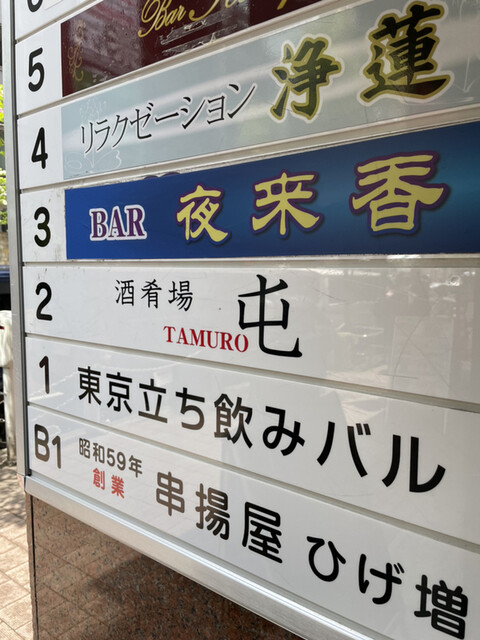 5
4 リラクゼーション 浄蓮
3 BAR 夜来香
2 酒肴場 屯
TAMURO
1 東京立ち飲みバル
B1 昭和59年 創業 串揚屋 ひげ増